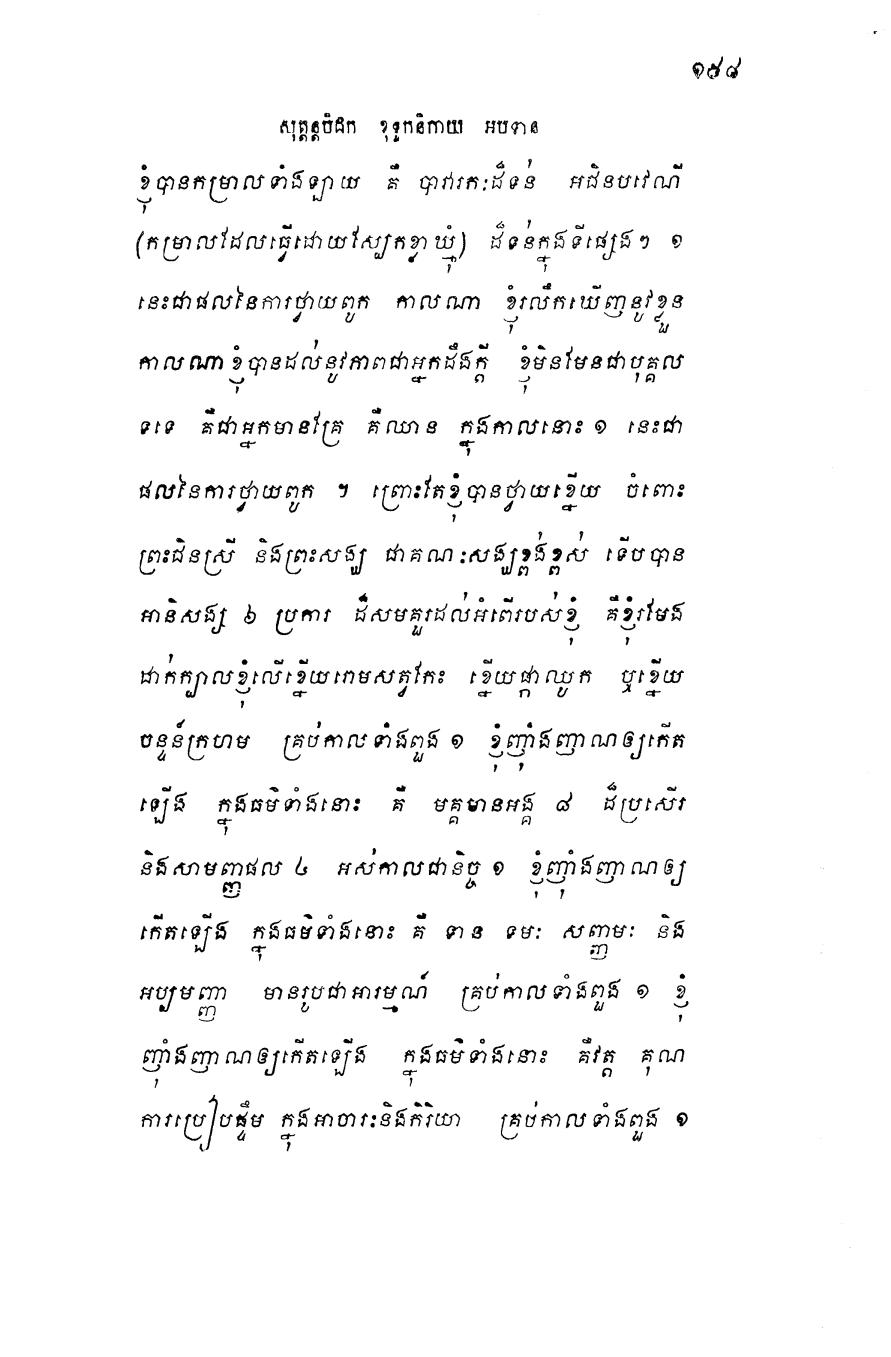 ១៩៨
សុត្តន្តបិដក ខុទ្ទកនិកាយ អបទាន
ខ្ញុំបានកម្រាលទាំងឡាយ គឺ បាវារកៈដ៏ទន់ អជិនបវេណី
(កម្រាលដែលធ្វើដោយស្បែកខ្លាឃ្មុំ) ដ៏ទន់ក្នុងទីផ្សេងៗ ១
នេះជាផលនៃការថ្វាយពូក កាលណា ខ្ញុំរលឹកឃើញនូវខ្លួន
កាលណាខ្ញុំបានដល់នូវភាពជាអ្នកដឹងក្តី ខ្ញុំមិនមែនជាបុគ្គល
ទទេ គឺជាអ្នកមានគ្រែ គឺឈាន ក្នុងកាលនោះ ១ នេះជា
ផលនៃការថ្វាយពូក ។ ព្រោះតែខ្ញុំបានថ្វាយខ្នើយ ចំពោះ
ព្រះជិនស្រី និងព្រះសង្ឃ ជាគណៈសង្ឃខ្ពង់ខ្ពស់ ទើបបាន
អានិសង្ស ៦ ប្រការ ដ៏សមគួរដល់អំពើរបស់ខ្ញុំ គឺខ្ញុំរមែង
ដាក់ក្បាលខ្ញុំលើខ្នើយរោមសត្វកែះ ខ្នើយផ្កាឈូក ឬខ្នើយ
ចន្ទន៍ក្រហម គ្រប់កាលទាំងពួង ១ ខ្ញុំញ៉ាំងញាណឲ្យកើត
ឡើង ក្នុងធម៌ទាំងនោះ គឺ មគ្គមានអង្គ ៨ ដ៏ប្រសើរ
និងសាមញ្ញផល ៤ អស់កាលជានិច្ច ១ ខ្ញុំញ៉ាំងញាណឲ្យ
កើតឡើង ក្នុងធម៌ទាំងនោះ គឺ ទាន ទមៈ សញ្ញមៈ និង
អប្បមញ្ញា មានរូបជាអារម្មណ៍ គ្រប់កាលទាំងពួង ១ ខ្ញុំ
ញ៉ាំងញាណឲ្យកើតឡើង ក្នុងធម៌ទាំងនោះ គឺវត្ត គុណ
ការប្រៀបផ្ទឹម ក្នុងអាចារៈនិងកិរិយា គ្រប់កាលទាំងពួង ១